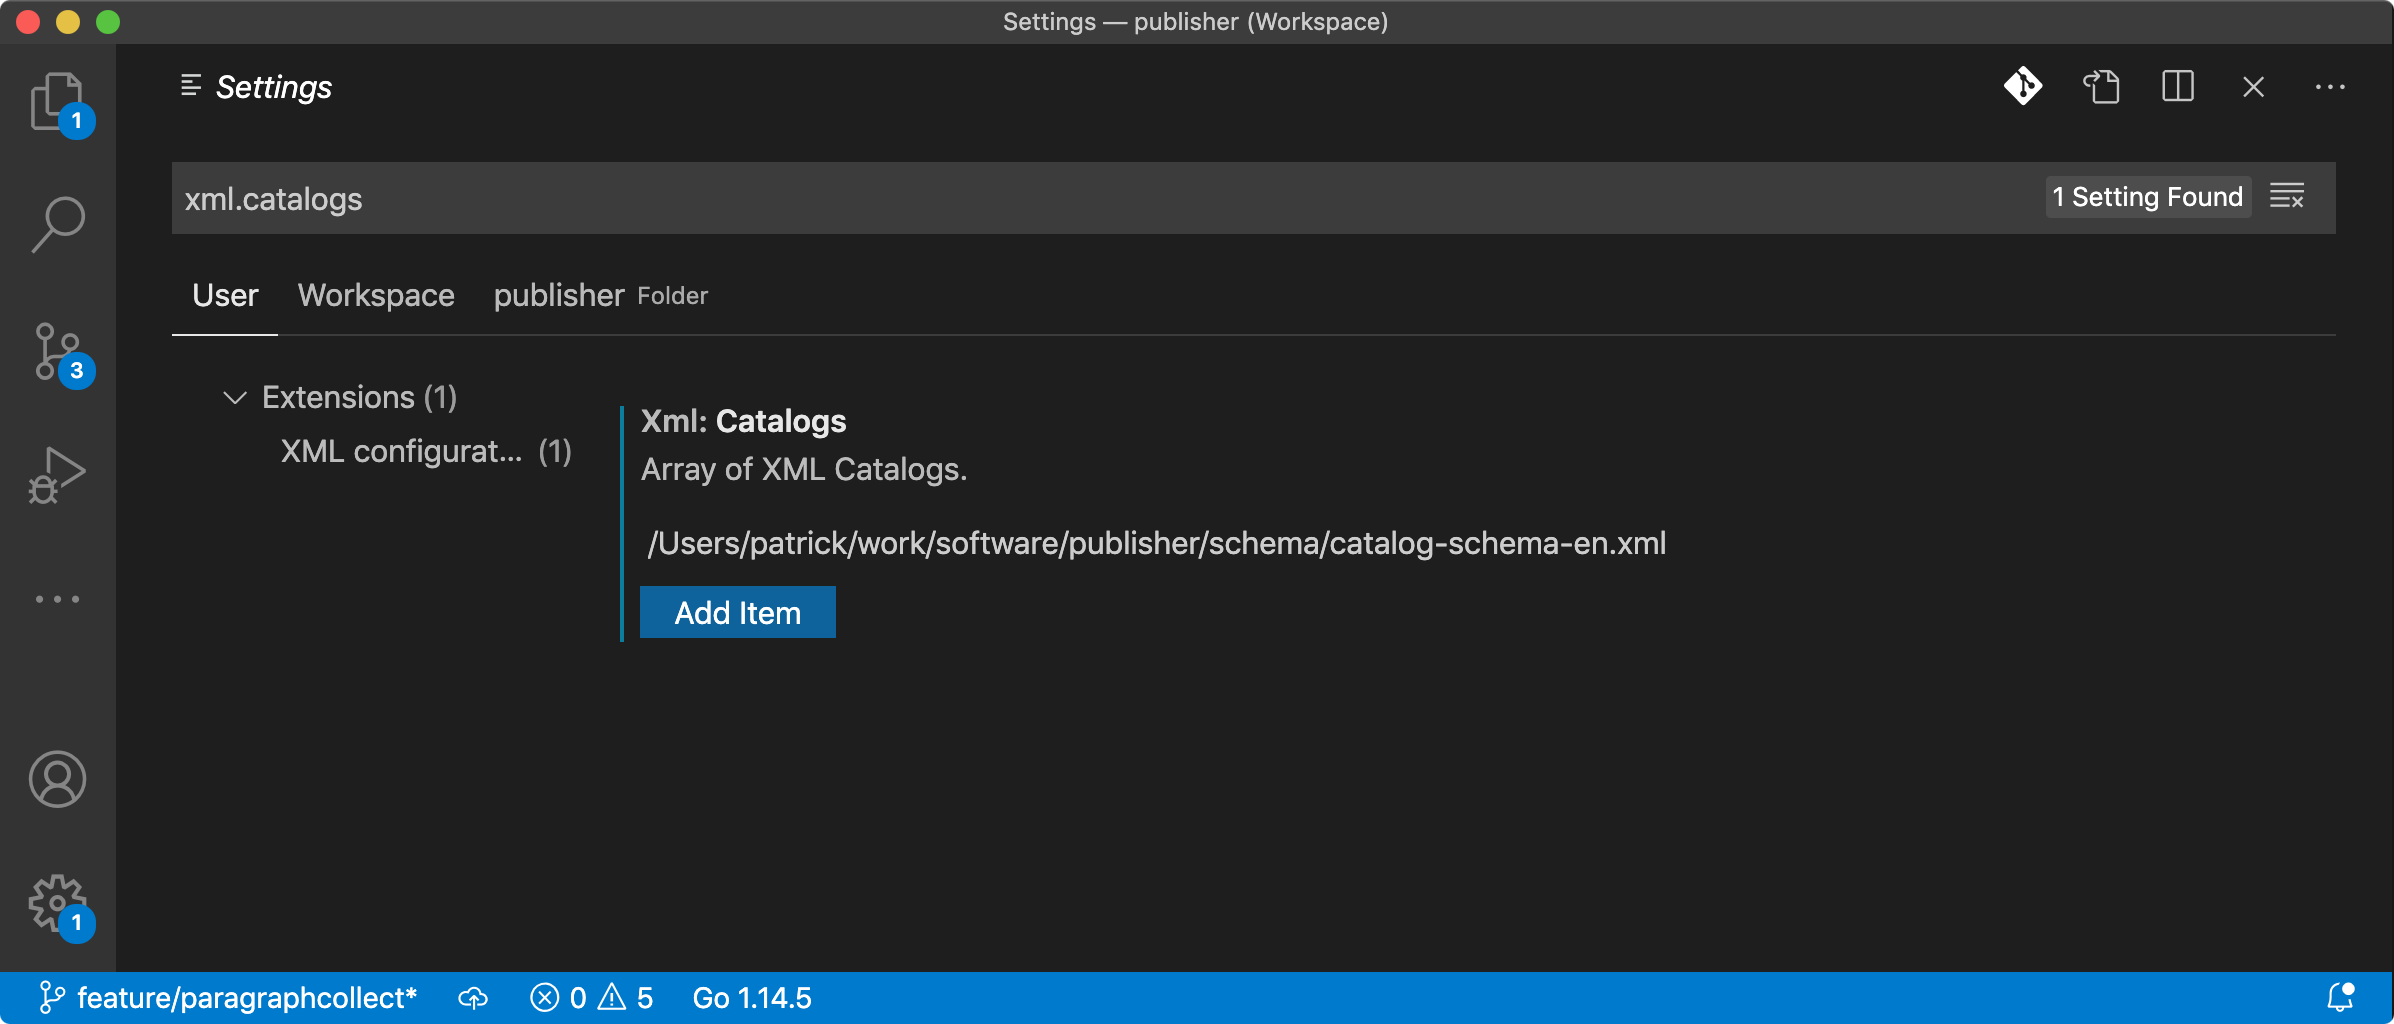 Settings — publisher (Workspace)
Settings
xml.catalogs
1 Setting Found
User Workspace publisher Folder
Extensions (1)
XML configurat... (1)
Xml: Catalogs
Array of XML Catalogs.
/Users/patrick/work/software/publisher/schema/catalog-schema-en.xml
Add Item
1
3
1
feature/paragraphcollect* 0 5 Go 1.14.5